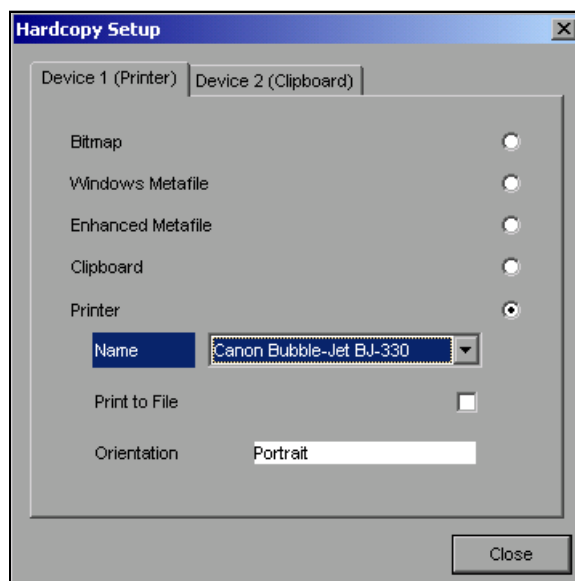 Hardcopy Setup
Device 1 (Printer) Device 2 (Clipboard)
Bitmap
Windows Metafile
Enhanced Metafile
Clipboard
Printer
Name Canon Bubble-Jet BJ-330
Print to File
Orientation Portrait
Close